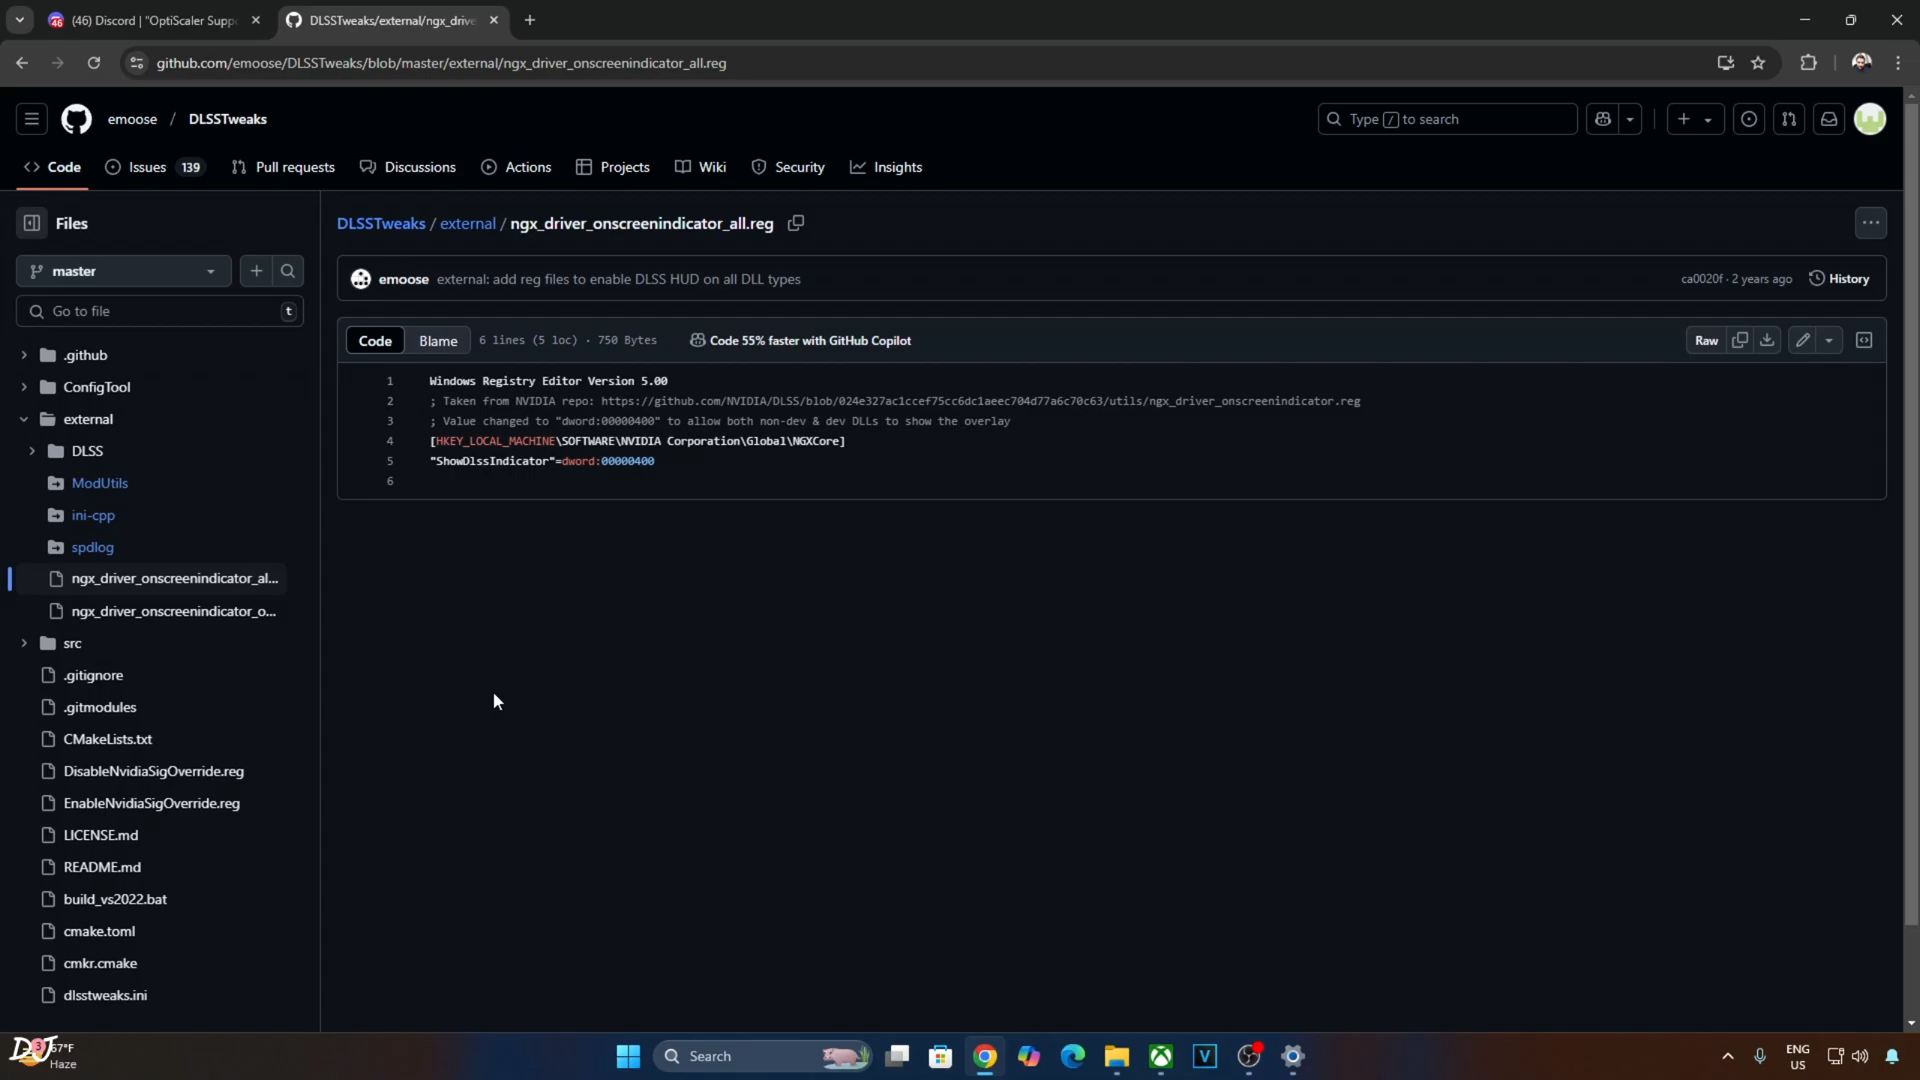 (46) Discord | "OptiScaler Supp
DLSSTweaks/external/ngx_drive
github.com/emoose/DLSSTweaks/blob/master/external/ngx_driver_onscreenindicator_all.reg
emoose / DLSSTweaks
Type / to search
Code
Issues 139
Pull requests
Discussions
Actions
Projects
Wiki
Security
Insights
Files
master
Go to file
t
.github
ConfigTool
external
DLSS
ModUtils
ini-cpp
spdlog
ngx_driver_onscreenindicator_al...
ngx_driver_onscreenindicator_o...
src
.gitignore
.gitmodules
CMakeLists.txt
DisableNvidiaSigOverride.reg
EnableNvidiaSigOverride.reg
LICENSE.md
README.md
build_vs2022.bat
cmake.toml
cmkr.cmake
dlsstweaks.ini
DLSSTweaks / external / ngx_driver_onscreenindicator_all.reg
emoose external: add reg files to enable DLSS HUD on all DLL types
ca0020f · 2 years ago
History
Code
Blame
6 lines (5 loc) · 750 Bytes
Code 55% faster with GitHub Copilot
Raw
1 Windows Registry Editor Version 5.00
2 ; Taken from NVIDIA repo: https://github.com/NVIDIA/DLSS/blob/024e327ac1ccef75cc6dc1aeec704d77a6c70c63/utils/ngx_driver_onscreenindicator.reg
3 ; Value changed to "dword:00000400" to allow both non-dev & dev DLLs to show the overlay
4 [HKEY_LOCAL_MACHINE\SOFTWARE\NVIDIA Corporation\Global\NGXCore]
5 "ShowDlssIndicator"=dword:00000400
6
DJ
3
67°F
Haze
Search
V
ENG
US